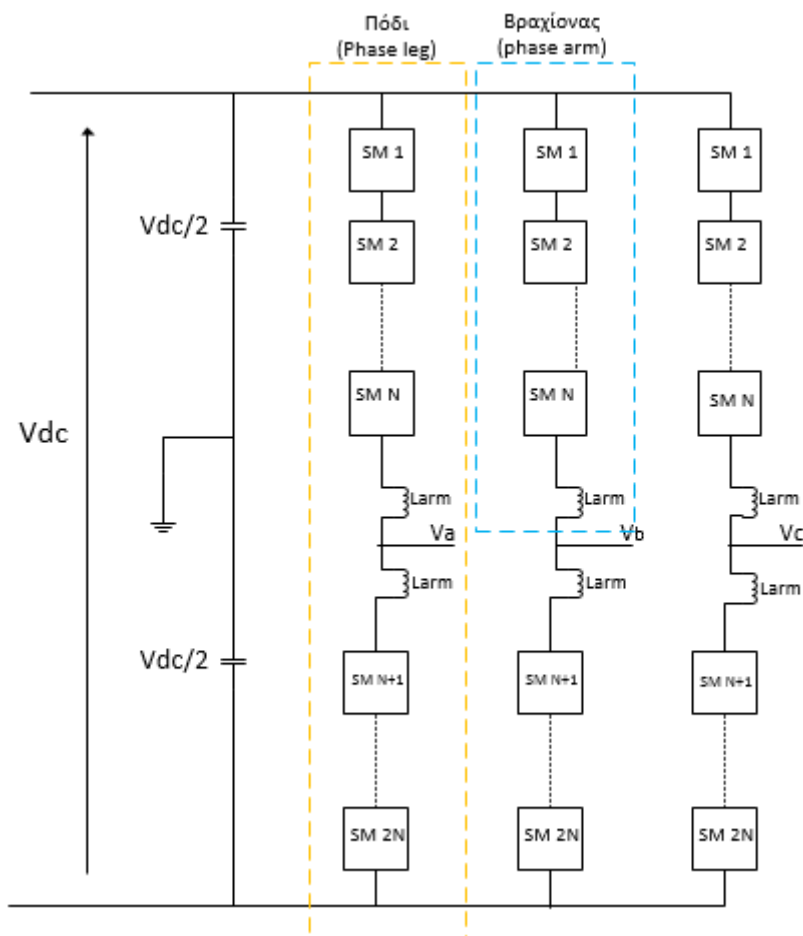 Πόδι
(Phase leg)
Βραχίονας
(phase arm)
SM 1
SM 1
SM 1
Vdc/2
SM 2
SM 2
SM 2
SM N
SM N
SM N
Vdc
Larm
Larm
Larm
Va
Vb
Vc
Larm
Larm
Larm
Vdc/2
SM N+1
SM N+1
SM N+1
SM 2N
SM 2N
SM 2N